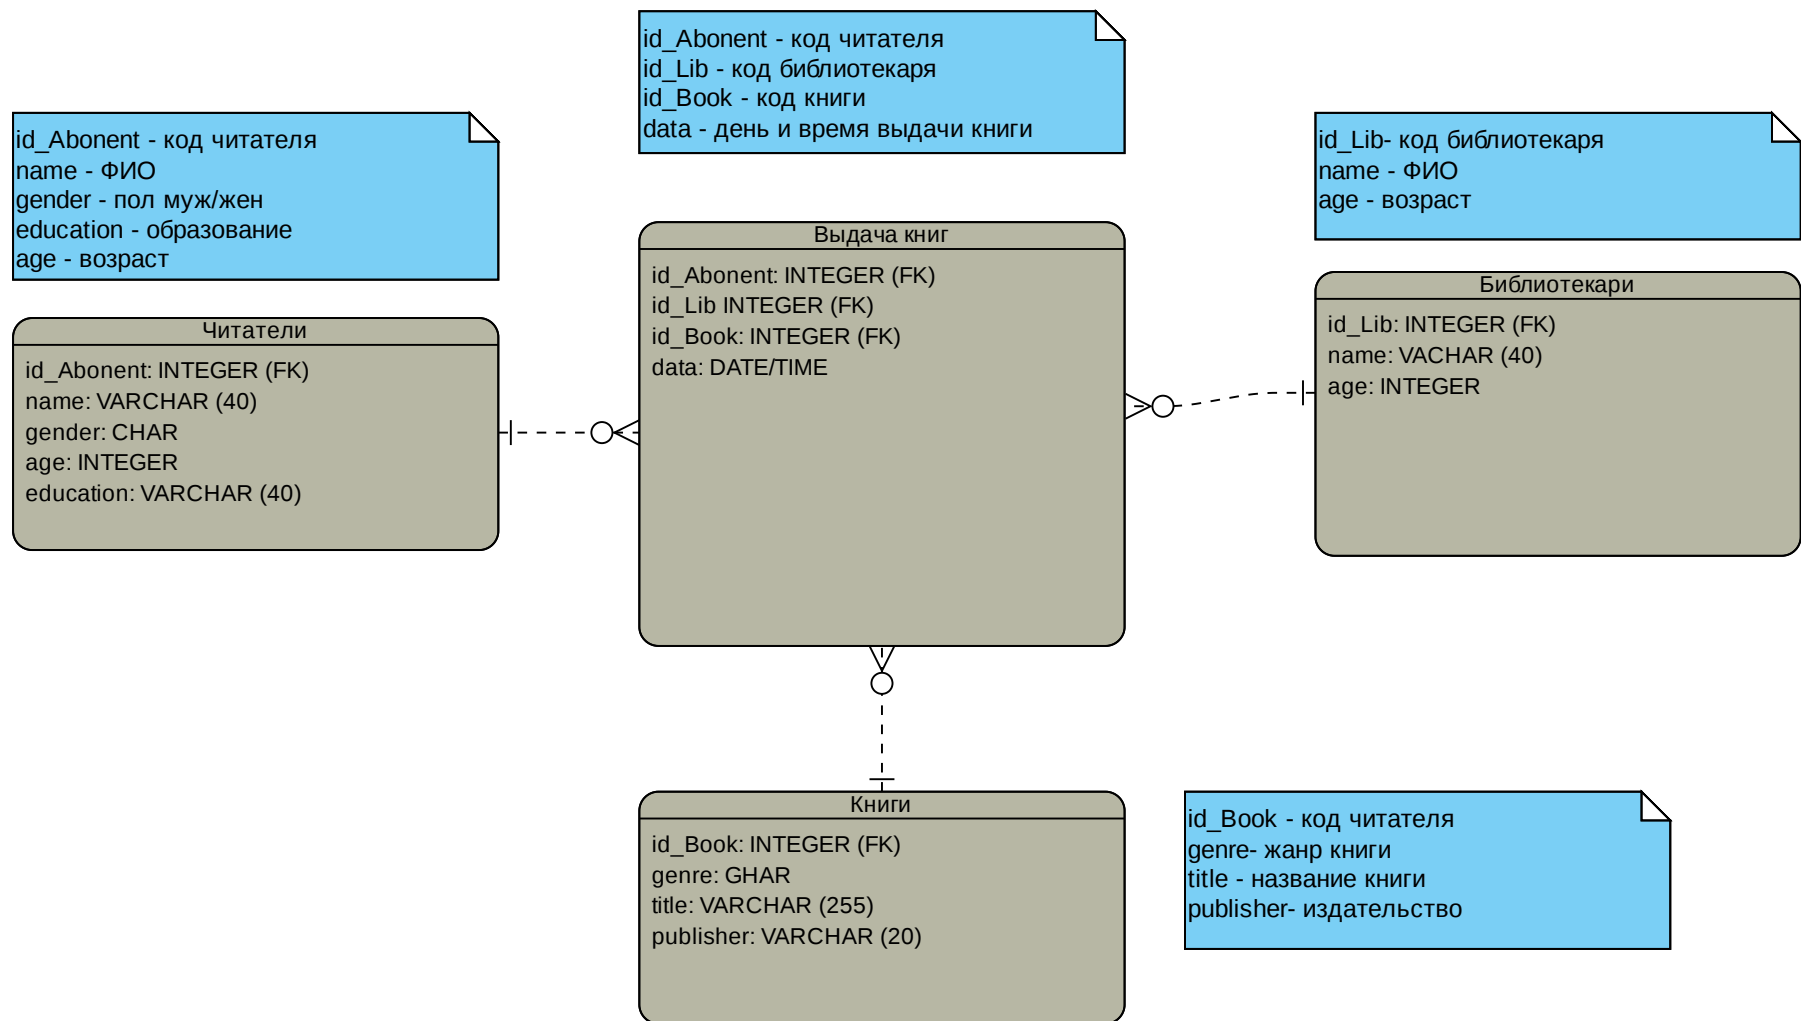 id_Abonent - код читателя
id_Lib - код библиотекаря
id_Book - код книги
data - день и время выдачи книги
id_Abonent - код читателя
name - ФИО
gender - пол муж/жен
education - образование
age - возраст
id_Lib- код библиотекаря
name - ФИО
age - возраст
Выдача книг
id_Abonent: INTEGER (FK)
id_Lib INTEGER (FK)
id_Book: INTEGER (FK)
data: DATE/TIME
Библиотекари
id_Lib: INTEGER (FK)
name: VACHAR (40)
age: INTEGER
Читатели
id_Abonent: INTEGER (FK)
name: VARCHAR (40)
gender: CHAR
age: INTEGER
education: VARCHAR (40)
Книги
id_Book: INTEGER (FK)
genre: GHAR
title: VARCHAR (255)
publisher: VARCHAR (20)
id_Book - код читателя
genre- жанр книги
title - название книги
publisher- издательство